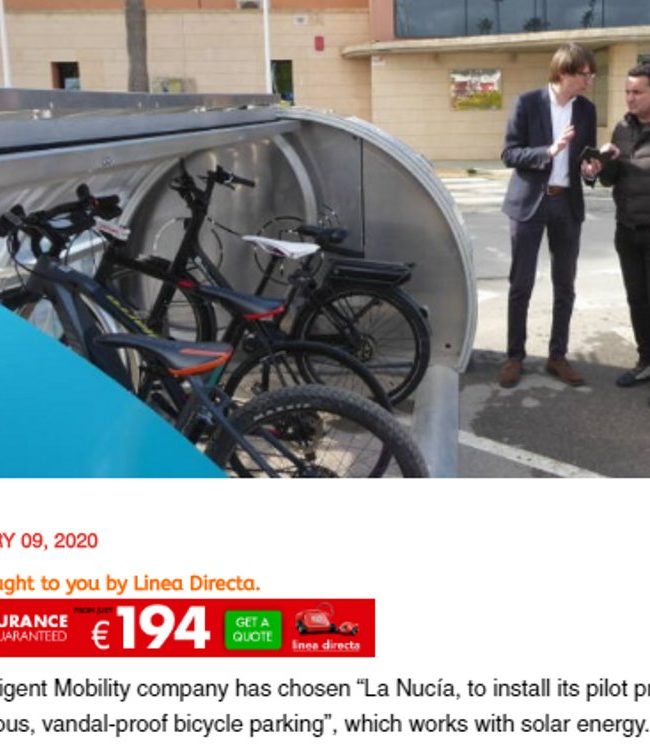 RY 09, 2020
ught to you by Linea Directa.
URANCE
UARANTEED
FROM JUST
€194
GET A
QUOTE
linea directa
igent Mobility company has chosen “La Nucía, to install its pilot pr
ous, vandal-proof bicycle parking”, which works with solar energy.